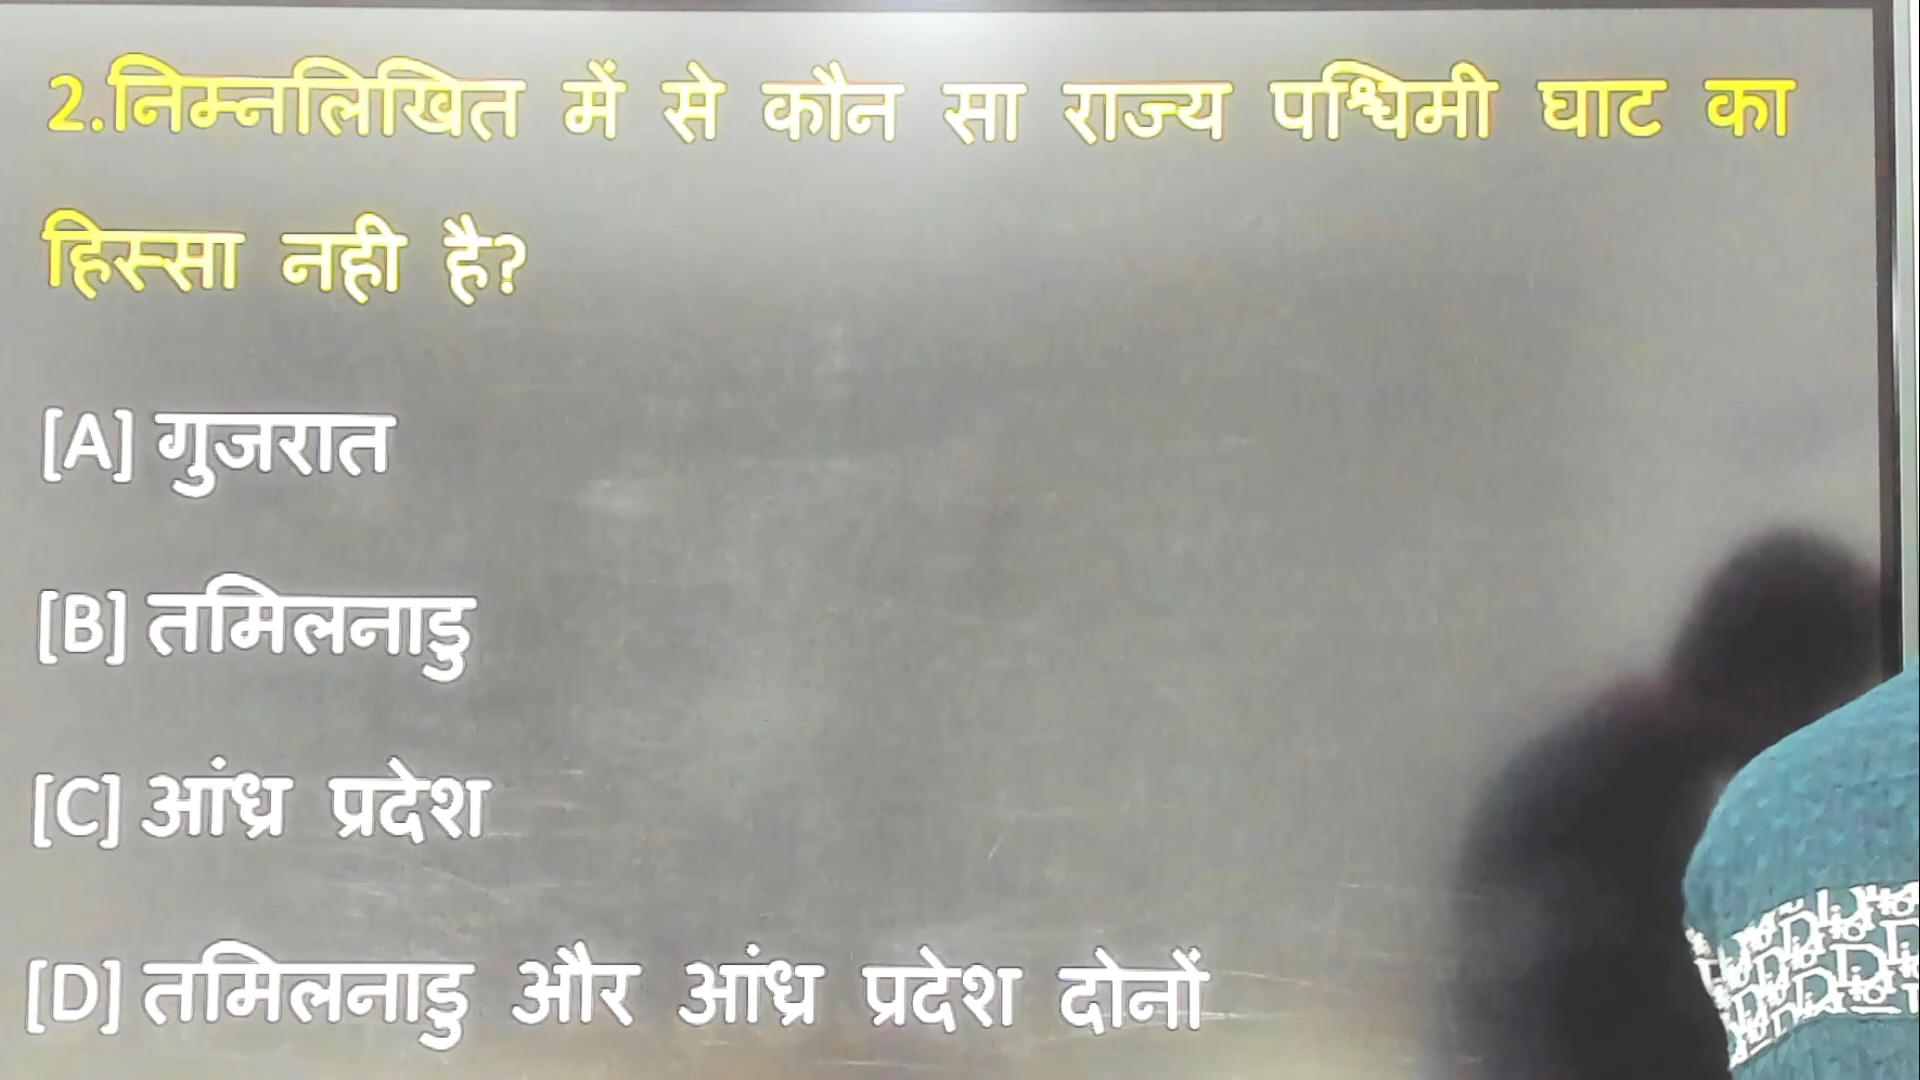 2.निम्नलिखित में से कौन सा राज्य पश्चिमी घाट का
हिस्सा नही है?
[A] गुजरात
[B] तमिलनाडु
[C] आंध्र प्रदेश
[D] तमिलनाडु और आंध्र प्रदेश दोनों